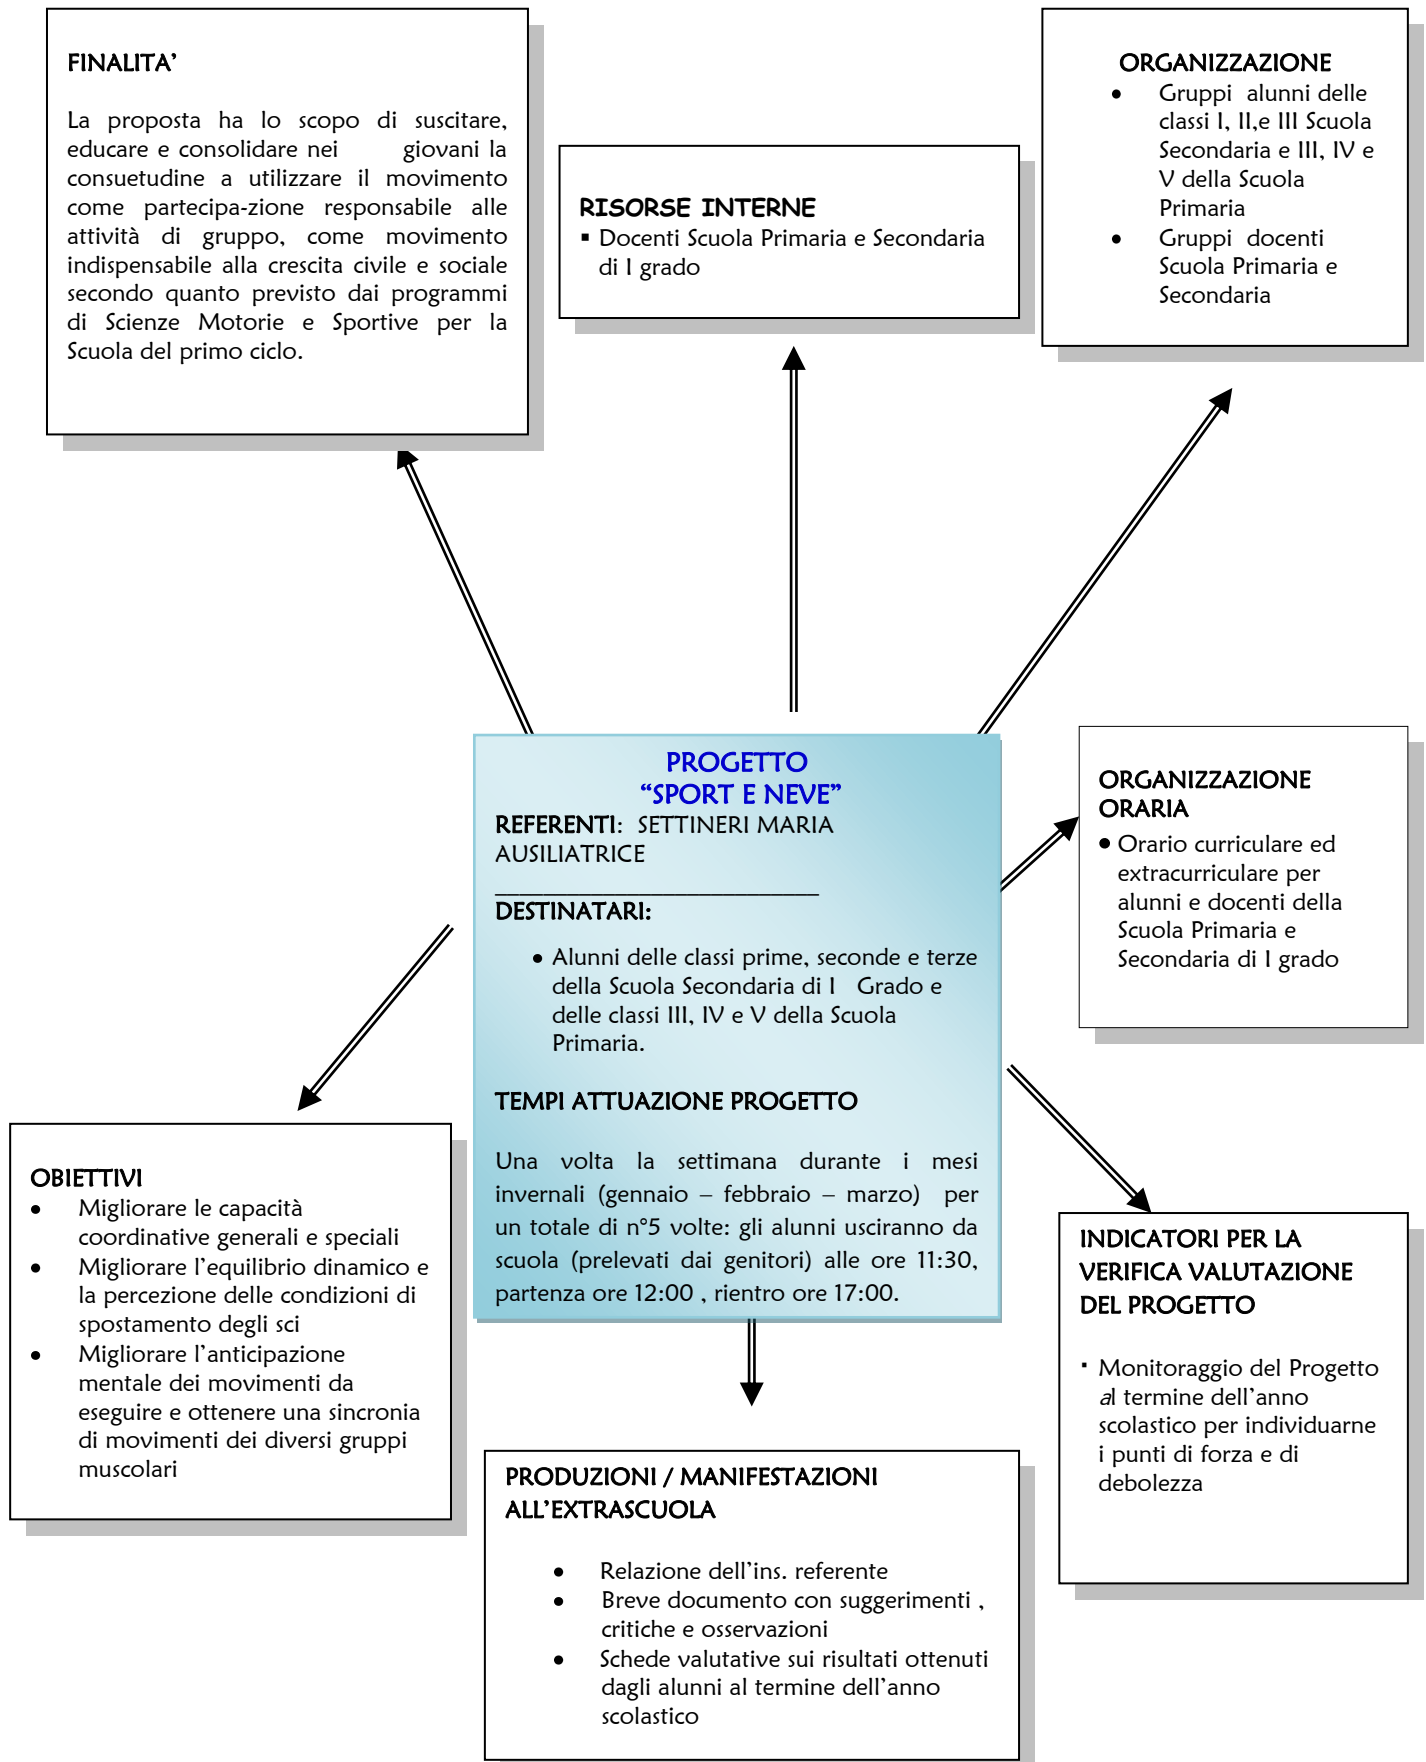 FINALITA’
La proposta ha lo scopo di suscitare,
educare e consolidare nei giovani la
consuetudine a utilizzare il movimento
come partecipa-zione responsabile alle
attività di gruppo, come movimento
indispensabile alla crescita civile e sociale
secondo quanto previsto dai programmi
di Scienze Motorie e Sportive per la
Scuola del primo ciclo.
RISORSE INTERNE
▪ Docenti Scuola Primaria e Secondaria
di I grado
ORGANIZZAZIONE
• Gruppi alunni delle
classi I, II,e III Scuola
Secondaria e III, IV e
V della Scuola
Primaria
• Gruppi docenti
Scuola Primaria e
Secondaria
PROGETTO
“SPORT E NEVE”
REFERENTI: SETTINERI MARIA
AUSILIATRICE
___________________________
DESTINATARI:
• Alunni delle classi prime, seconde e terze
della Scuola Secondaria di I Grado e
delle classi III, IV e V della Scuola
Primaria.
TEMPI ATTUAZIONE PROGETTO
Una volta la settimana durante i mesi
invernali (gennaio – febbraio – marzo) per
un totale di n°5 volte: gli alunni usciranno da
scuola (prelevati dai genitori) alle ore 11:30,
partenza ore 12:00 , rientro ore 17:00.
ORGANIZZAZIONE
ORARIA
• Orario curriculare ed
extracurriculare per
alunni e docenti della
Scuola Primaria e
Secondaria di I grado
OBIETTIVI
• Migliorare le capacità
coordinative generali e speciali
• Migliorare l’equilibrio dinamico e
la percezione delle condizioni di
spostamento degli sci
• Migliorare l’anticipazione
mentale dei movimenti da
eseguire e ottenere una sincronia
di movimenti dei diversi gruppi
muscolari
INDICATORI PER LA
VERIFICA VALUTAZIONE
DEL PROGETTO
▪ Monitoraggio del Progetto
al termine dell’anno
scolastico per individuarne
i punti di forza e di
debolezza
PRODUZIONI / MANIFESTAZIONI
ALL’EXTRASCUOLA
• Relazione dell’ins. referente
• Breve documento con suggerimenti ,
critiche e osservazioni
• Schede valutative sui risultati ottenuti
dagli alunni al termine dell’anno
scolastico